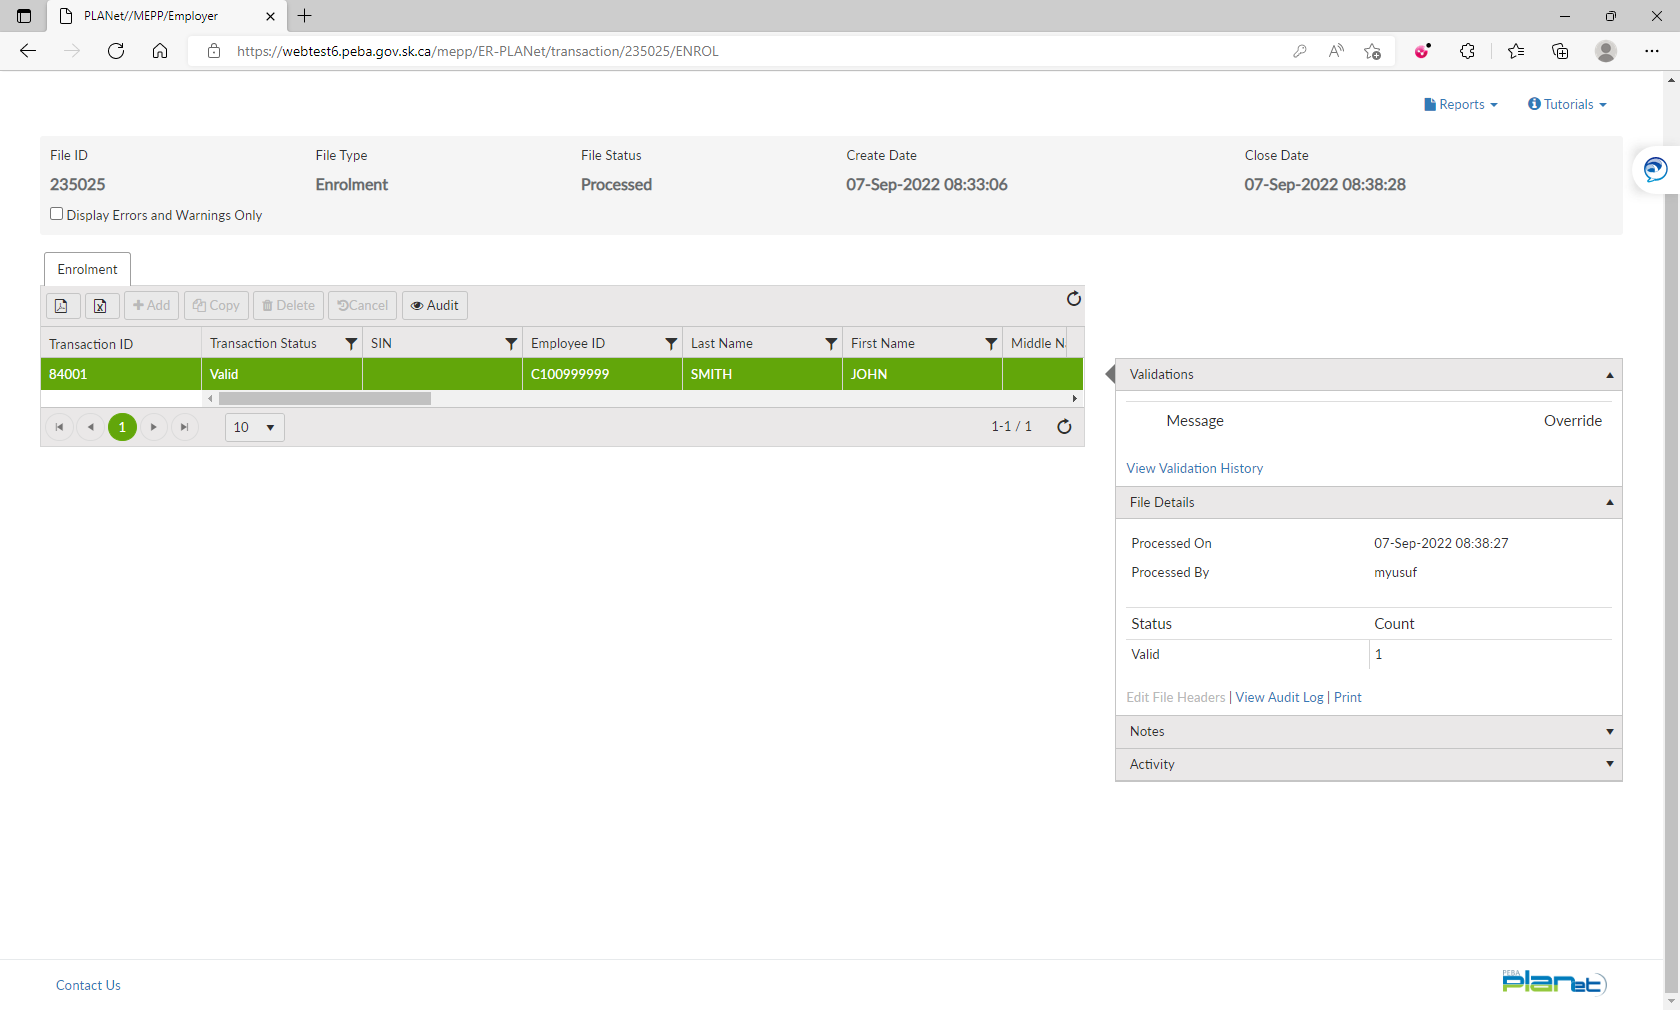 PLANet//MEPP/Employer
https://webtest6.peba.gov.sk.ca/mepp/ER-PLANet/transaction/235025/ENROL
Reports
Tutorials
File ID
File Type
File Status
Create Date
Close Date
235025
Enrolment
Processed
07-Sep-2022 08:33:06
07-Sep-2022 08:38:28
Display Errors and Warnings Only
Enrolment
Add
Copy
Delete
Cancel
Audit
Transaction ID
Transaction Status
SIN
Employee ID
Last Name
First Name
Middle N
84001
Valid
C100999999
SMITH
JOHN
1
10
1-1 / 1
Validations
Message
Override
View Validation History
File Details
Processed On
07-Sep-2022 08:38:27
Processed By
myusuf
Status
Count
Valid
1
Edit File Headers | View Audit Log | Print
Notes
Activity
Contact Us
PEBA
planet